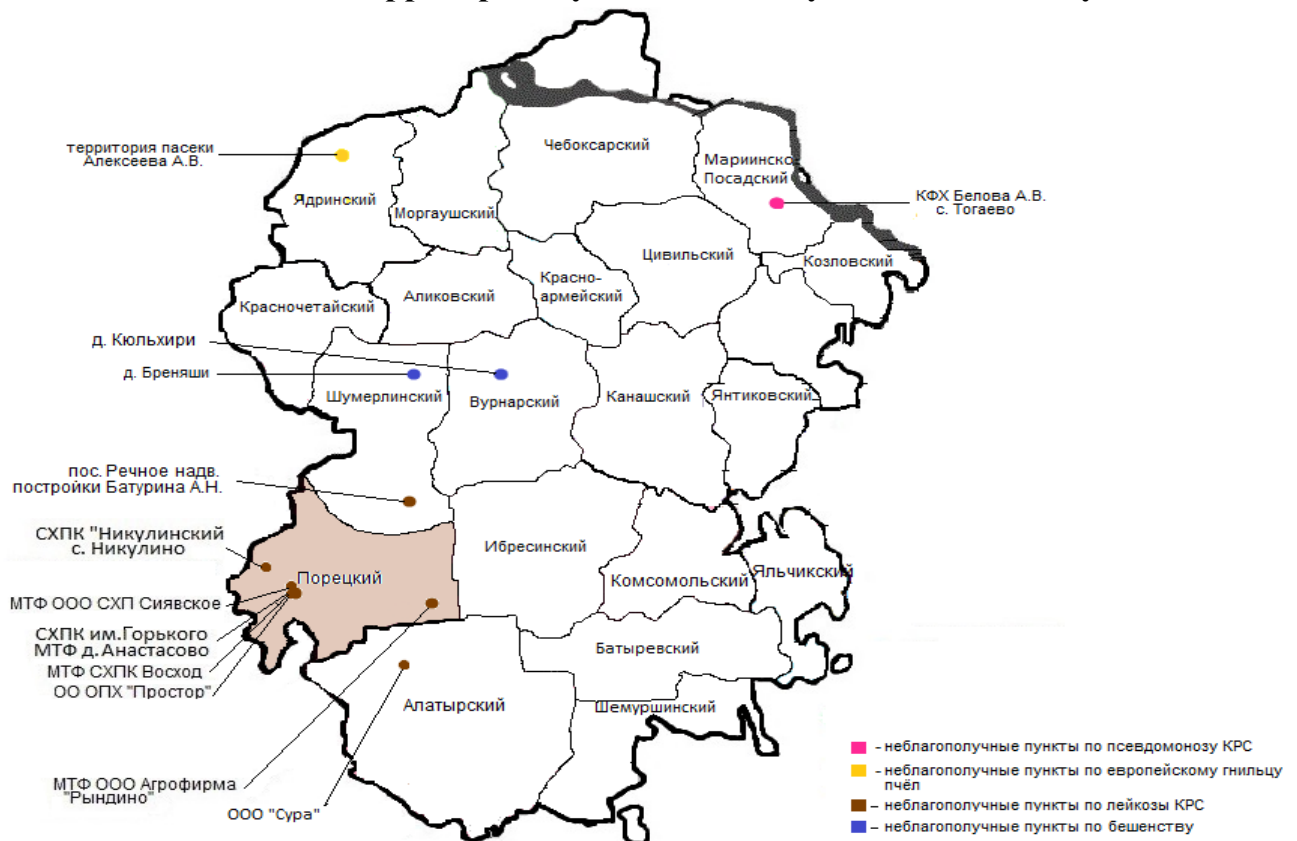 территория пасеки
Алексеева А.В.
Чебоксарский
Мариинско-
Посадский
КФХ Белова А.В.
с. Тогаево
Ядринский
Моргаушский
Цивильский
Козловский
Красно-
армейский
Аликовский
Красночетайский
д. Кюльхири
д. Бреняши
Шумерлинский
Вурнарский
Канашский
Янтиковский
пос. Речное надв.
постройки Батурина А.Н.
СХПК "Никулинский
с. Никулино
Ибресинский
Порецкий
Комсомольский
Яльчикский
МТФ ООО СХП Сиявское
СХПК им.Горького
МТФ д.Анастасово
МТФ СХПК Восход
ОО ОПХ "Простор"
Батыревский
Алатырский
Шемуршинский
МТФ ООО Агрофирма
"Рындино"
ООО "Сура"
- неблагополучные пункты по псевдомонозу КРС
- неблагополучные пункты по европейскому гнильцу
пчёл
– неблагополучные пункты по лейкозы КРС
– неблагополучные пункты по бешенству